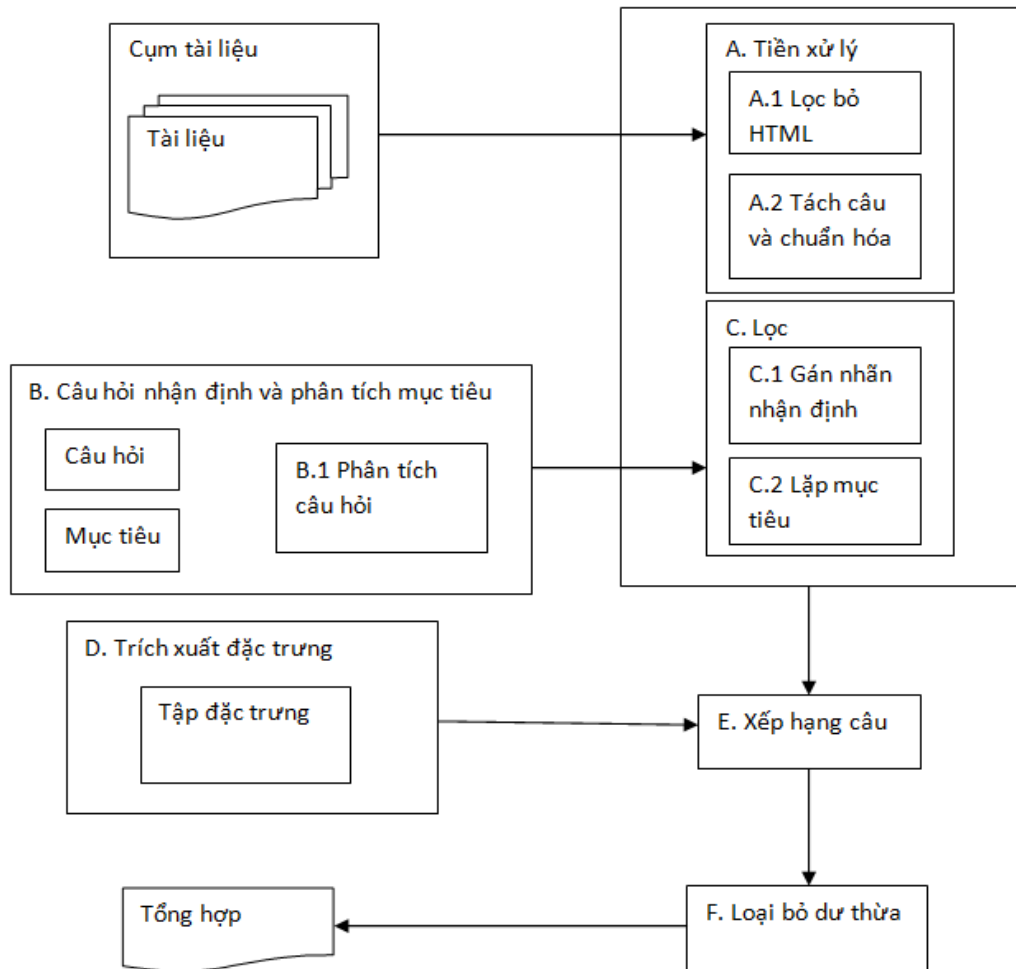 Cụm tài liệu
Tài liệu
A. Tiền xử lý
A.1 Lọc bỏ
HTML
A.2 Tách câu
và chuẩn hóa
B. Câu hỏi nhận định và phân tích mục tiêu
Câu hỏi
Mục tiêu
B.1 Phân tích
câu hỏi
C. Lọc
C.1 Gán nhãn
nhận định
C.2 Lặp mục
tiêu
D. Trích xuất đặc trưng
Tập đặc trưng
E. Xếp hạng câu
F. Loại bỏ dư thừa
Tổng hợp